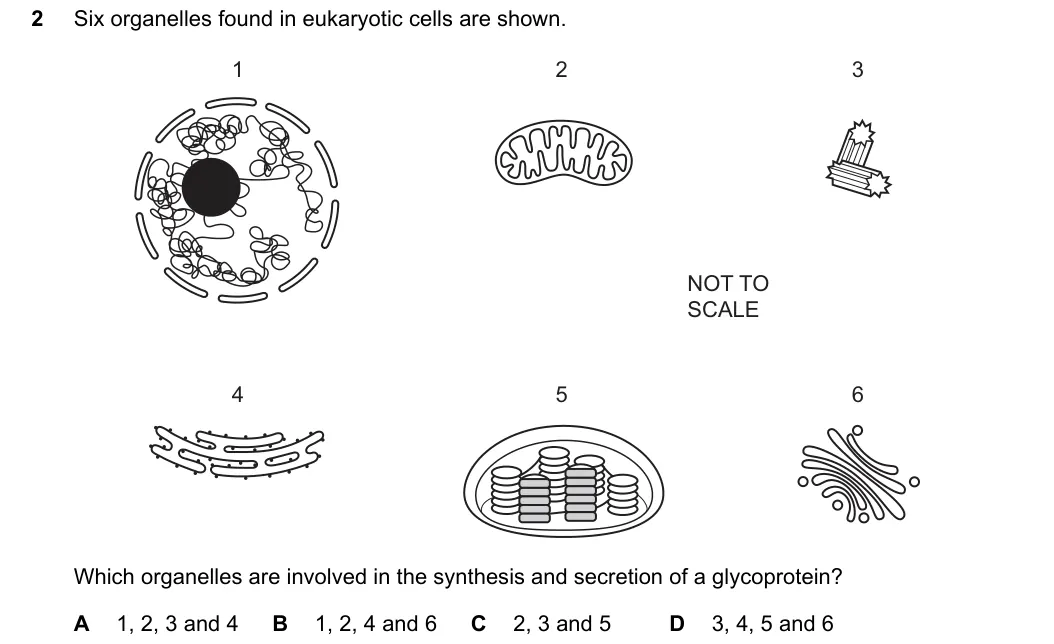 2 Six organelles found in eukaryotic cells are shown.
1 2 3
NOT TO
SCALE
4 5 6
Which organelles are involved in the synthesis and secretion of a glycoprotein?
A 1, 2, 3 and 4 B 1, 2, 4 and 6 C 2, 3 and 5 D 3, 4, 5 and 6